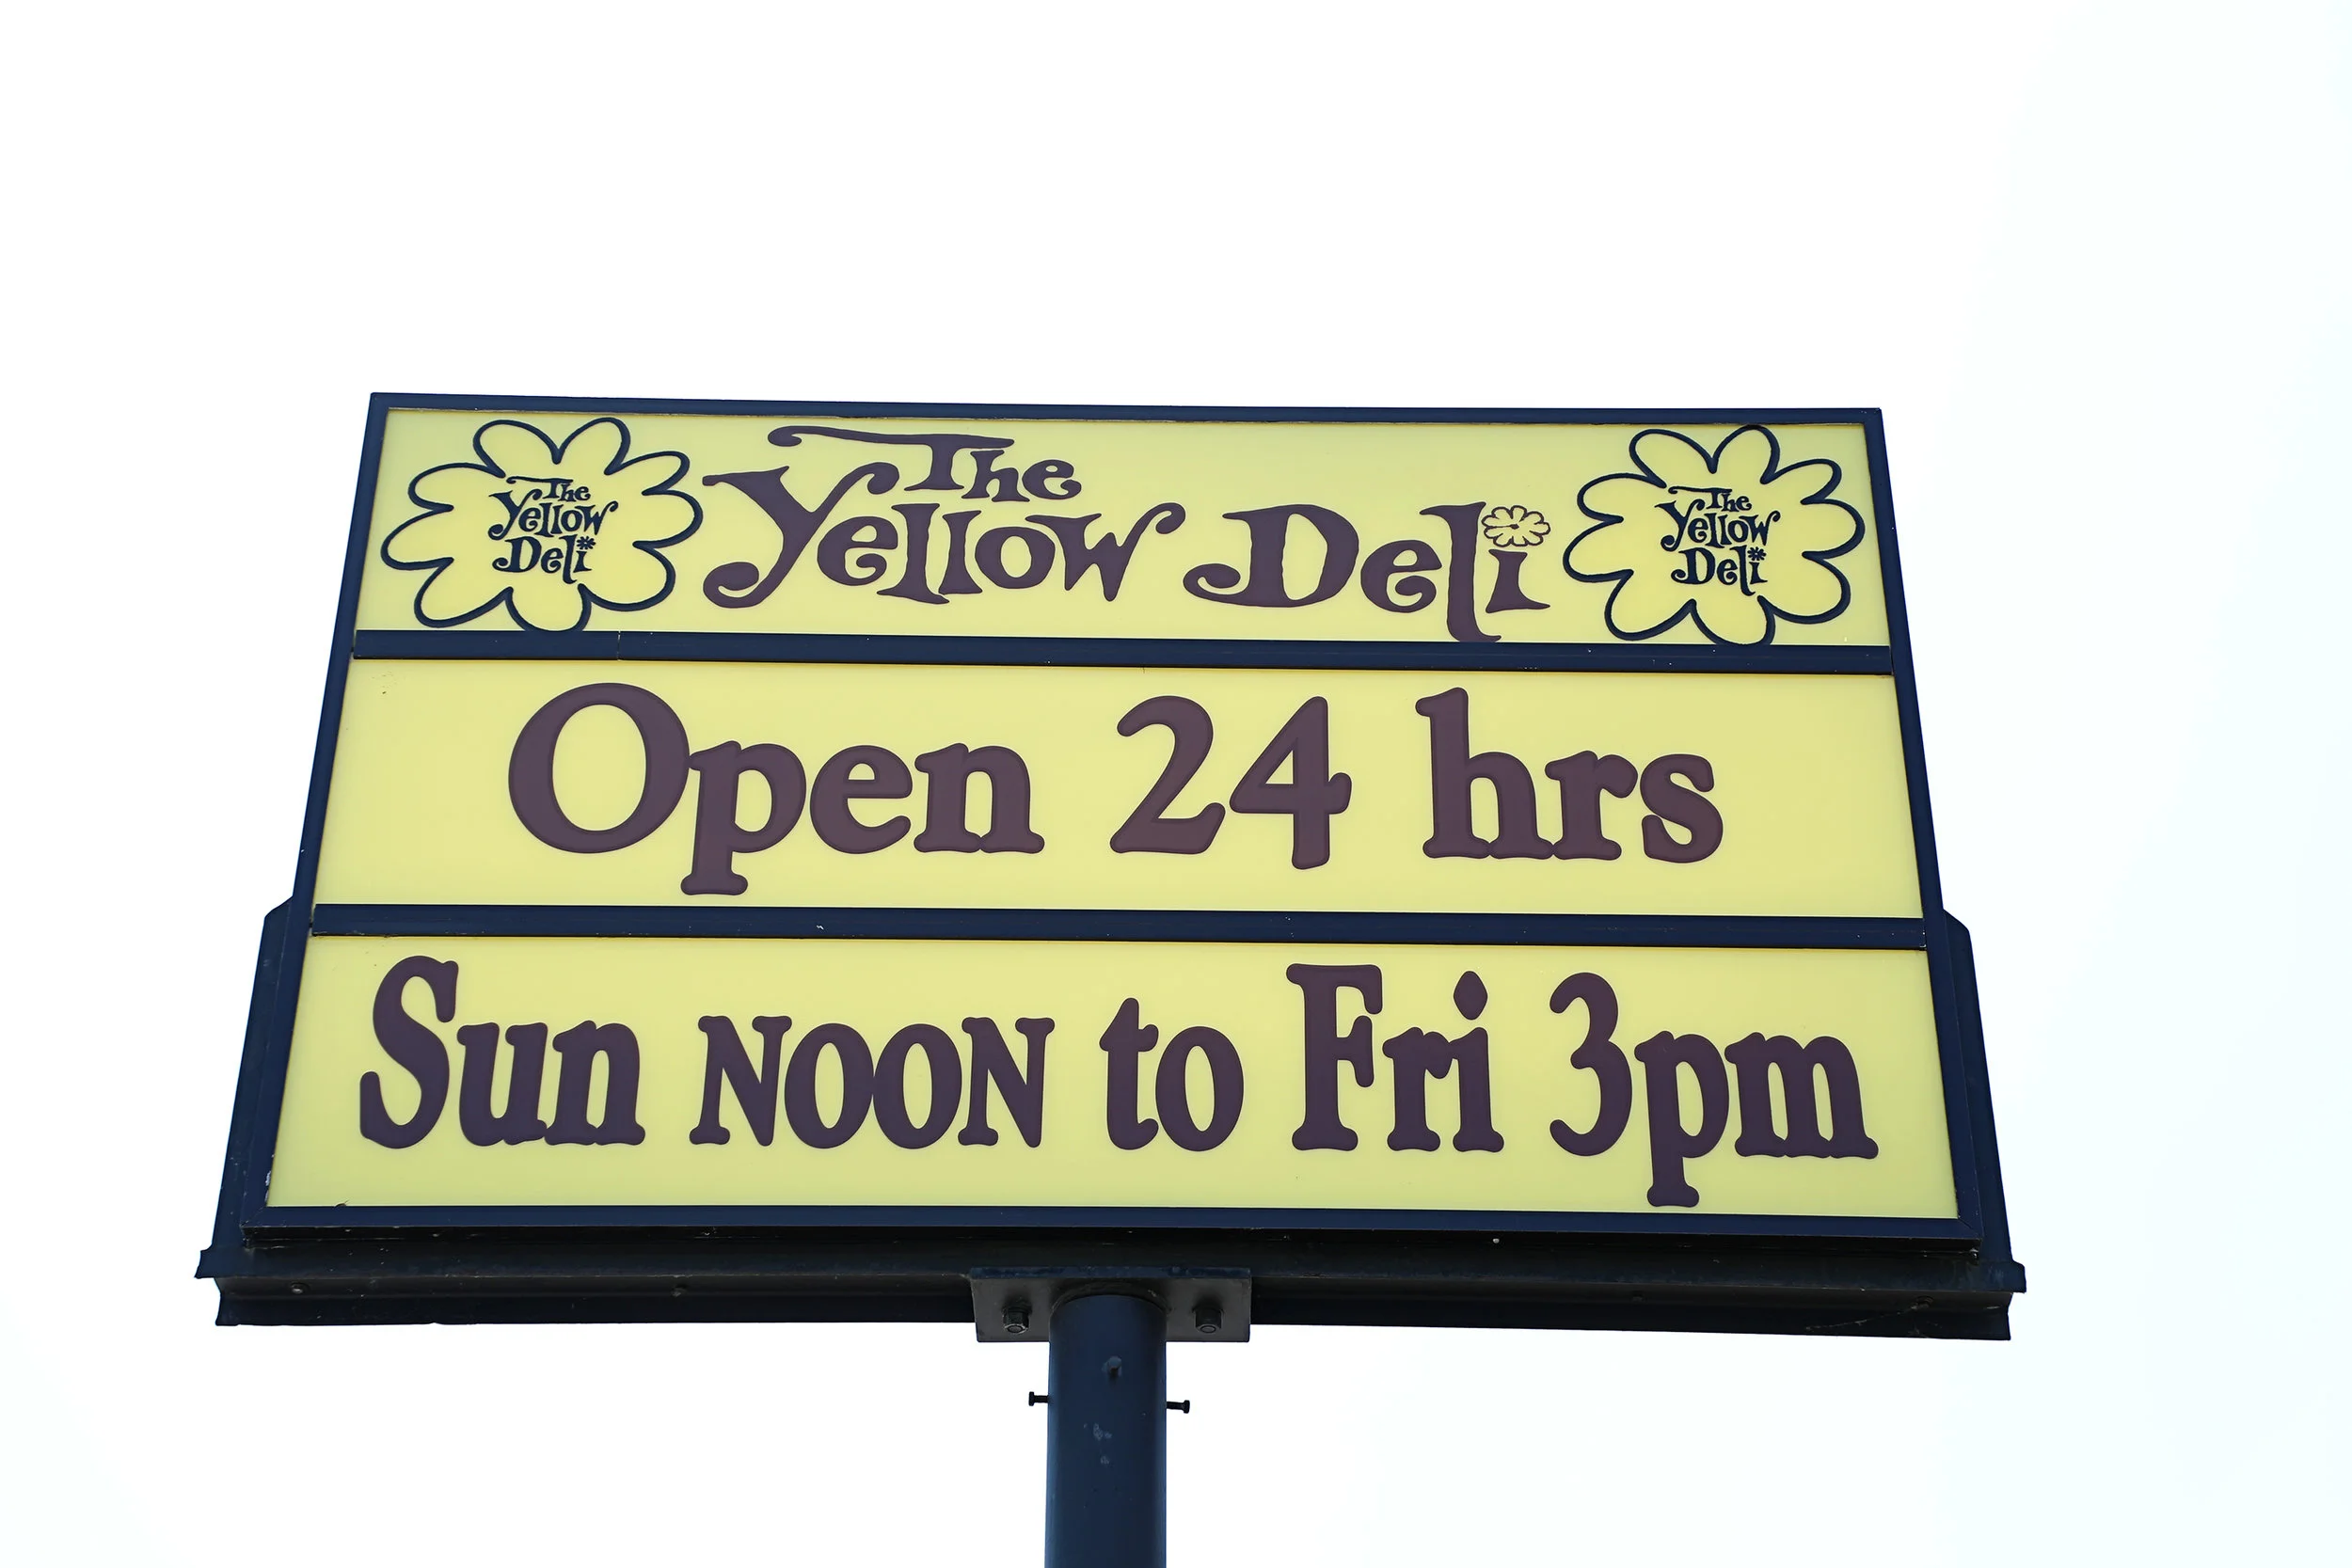 The
Yellow Deli
The
Yellow
Deli
The
Yellow
Deli
Open 24 hrs
Sun NOON to Fri 3pm